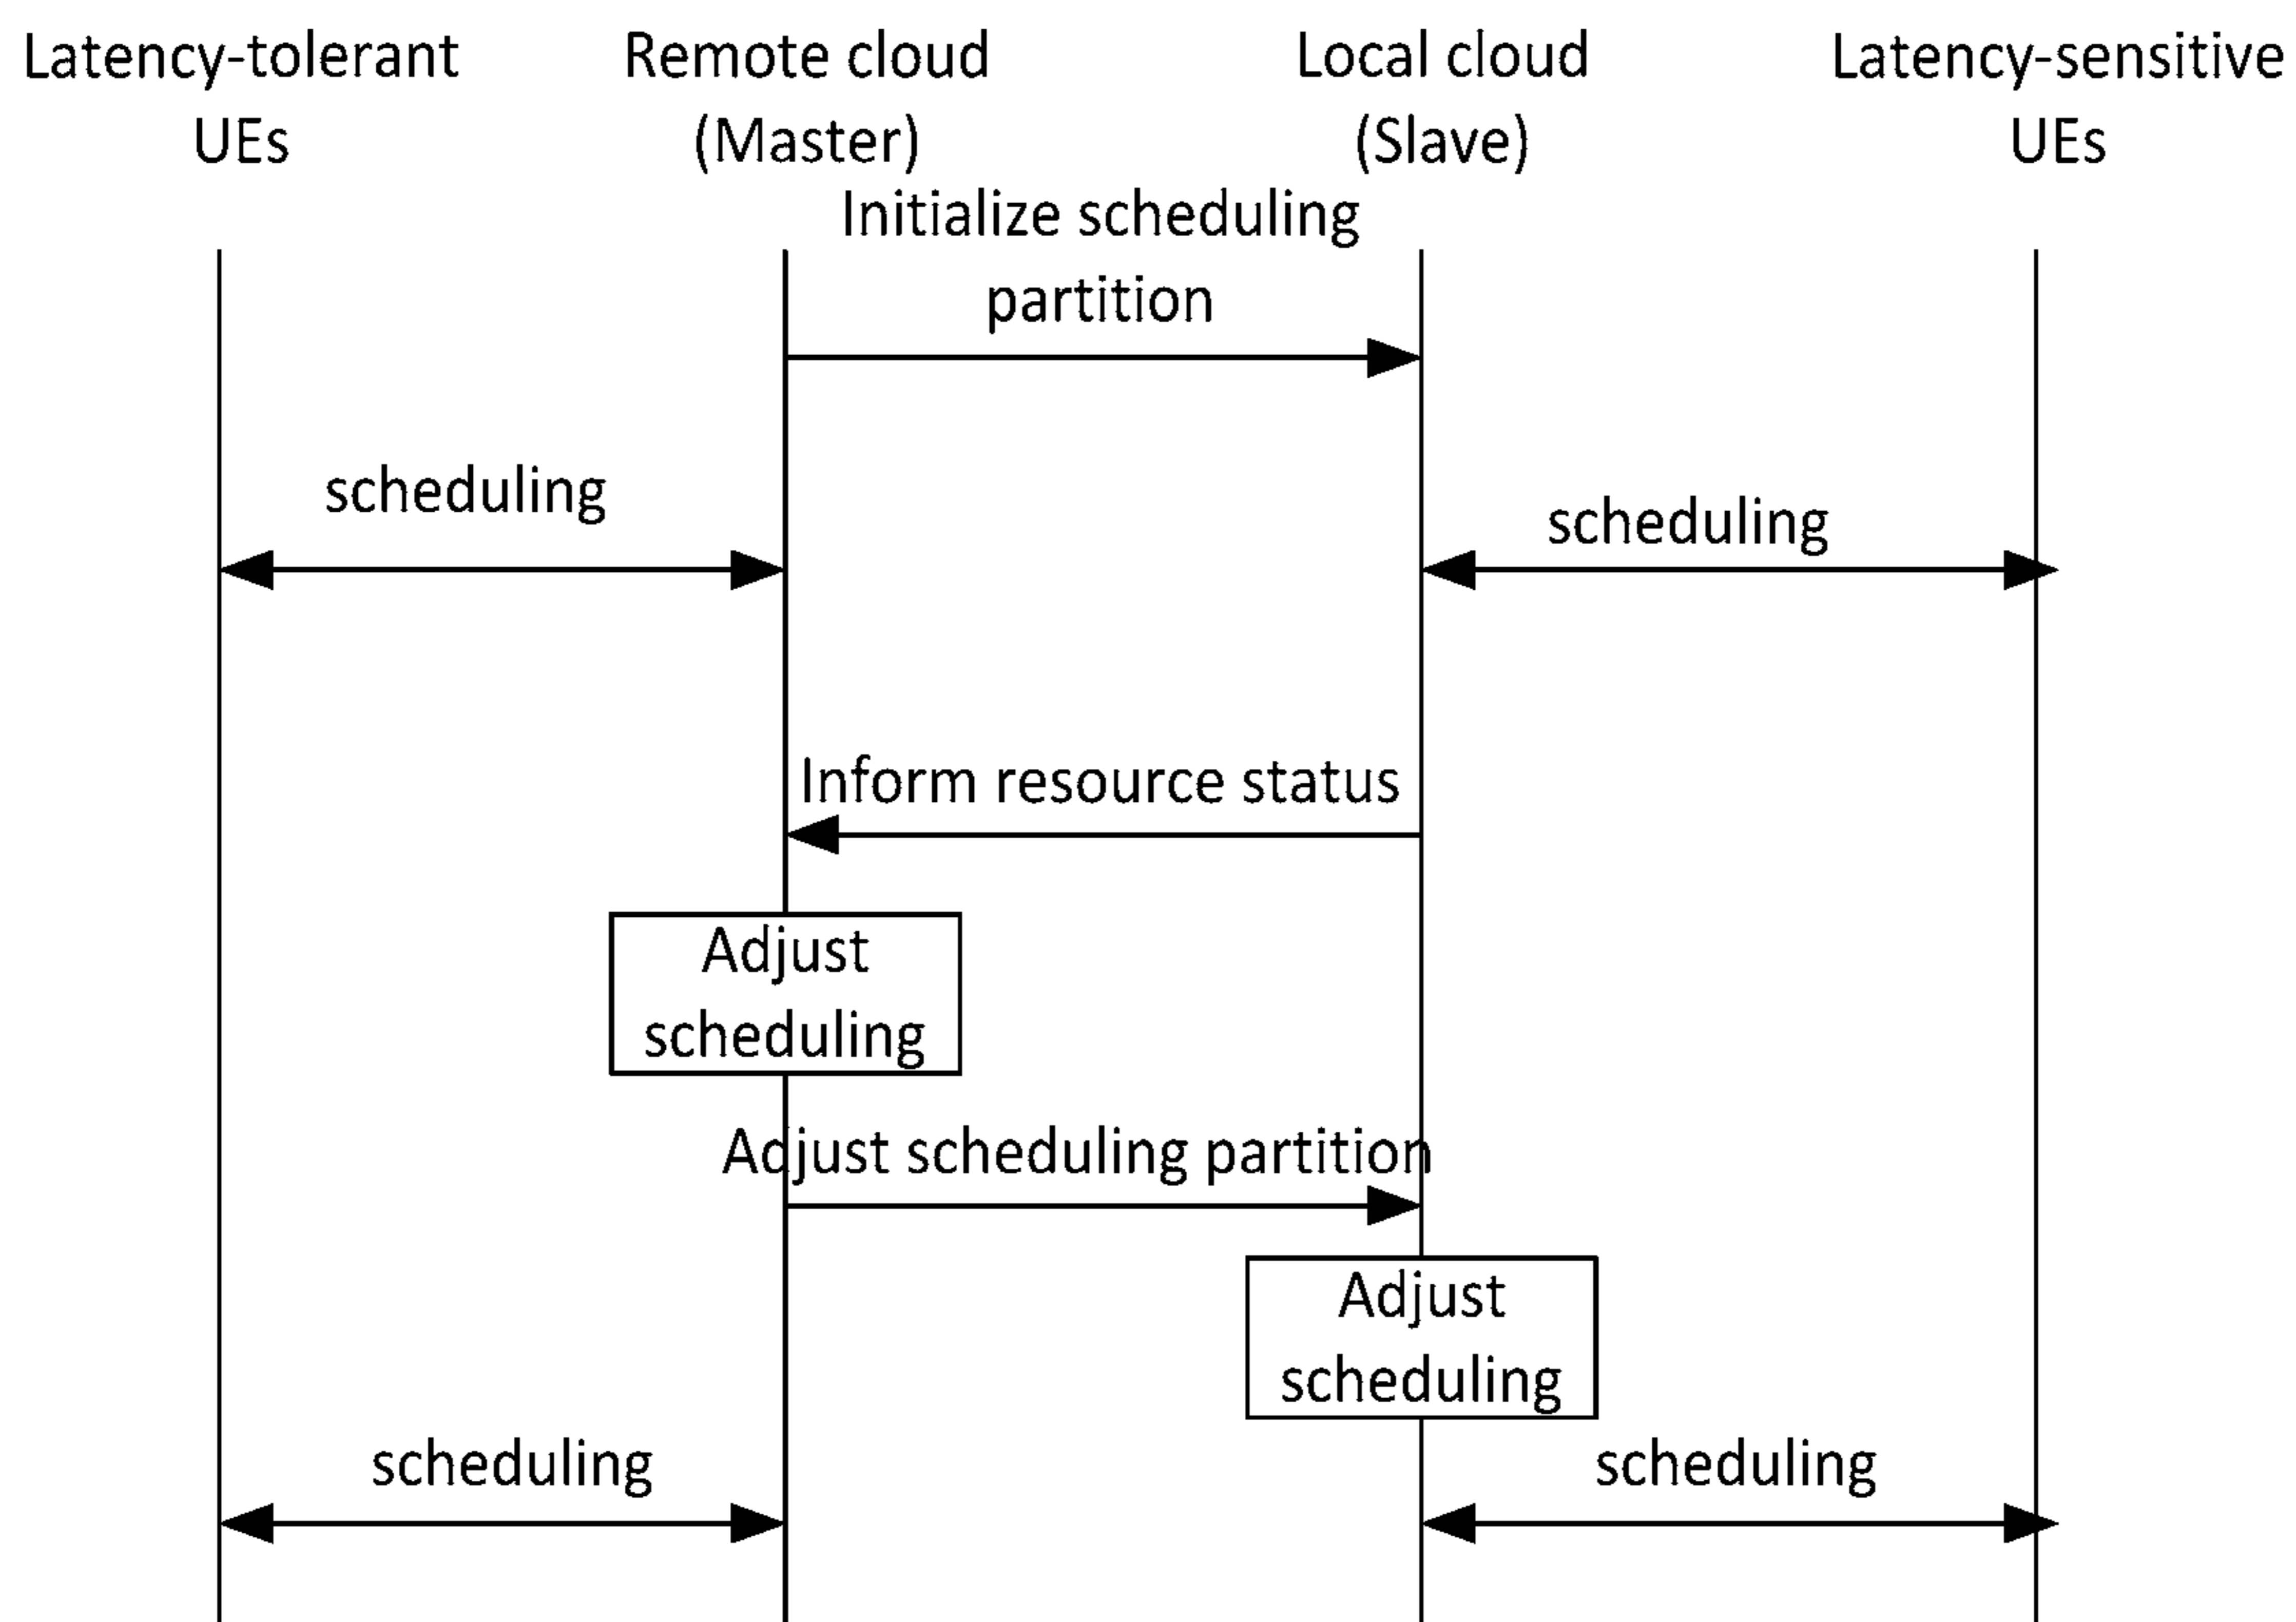 Latency-tolerant
UEs
Remote cloud
(Master)
Local cloud
(Slave)
Latency-sensitive
UEs
Initialize scheduling
partition
scheduling
scheduling
Inform resource status
Adjust
scheduling
Adjust scheduling partition
Adjust
scheduling
scheduling
scheduling